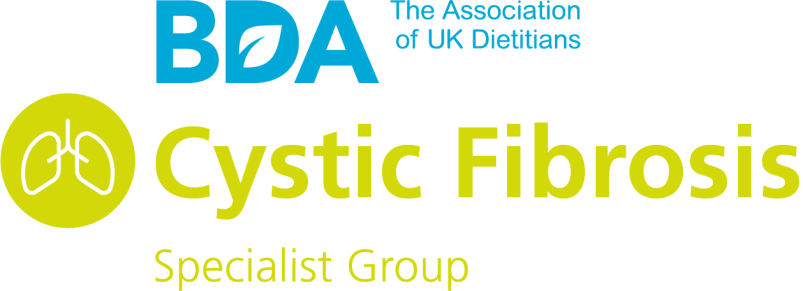 BDA
The Association
of UK Dietitians
Cystic Fibrosis
Specialist Group